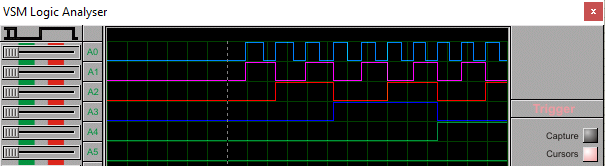 VSM Logic Analyser
x
A0
A1
A2
A3
A4
A5
Trigger
Capture
Cursors